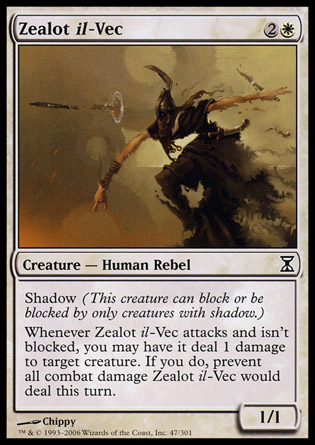 Zealot il-Vec 2
Creature — Human Rebel
Shadow (This creature can block or be
blocked by only creatures with shadow.)
Whenever Zealot il-Vec attacks and isn't
blocked, you may have it deal 1 damage
to target creature. If you do, prevent
all combat damage Zealot il-Vec would
deal this turn.
Chippy
™ & © 1993–2006 Wizards of the Coast, Inc. 47/301
1/1